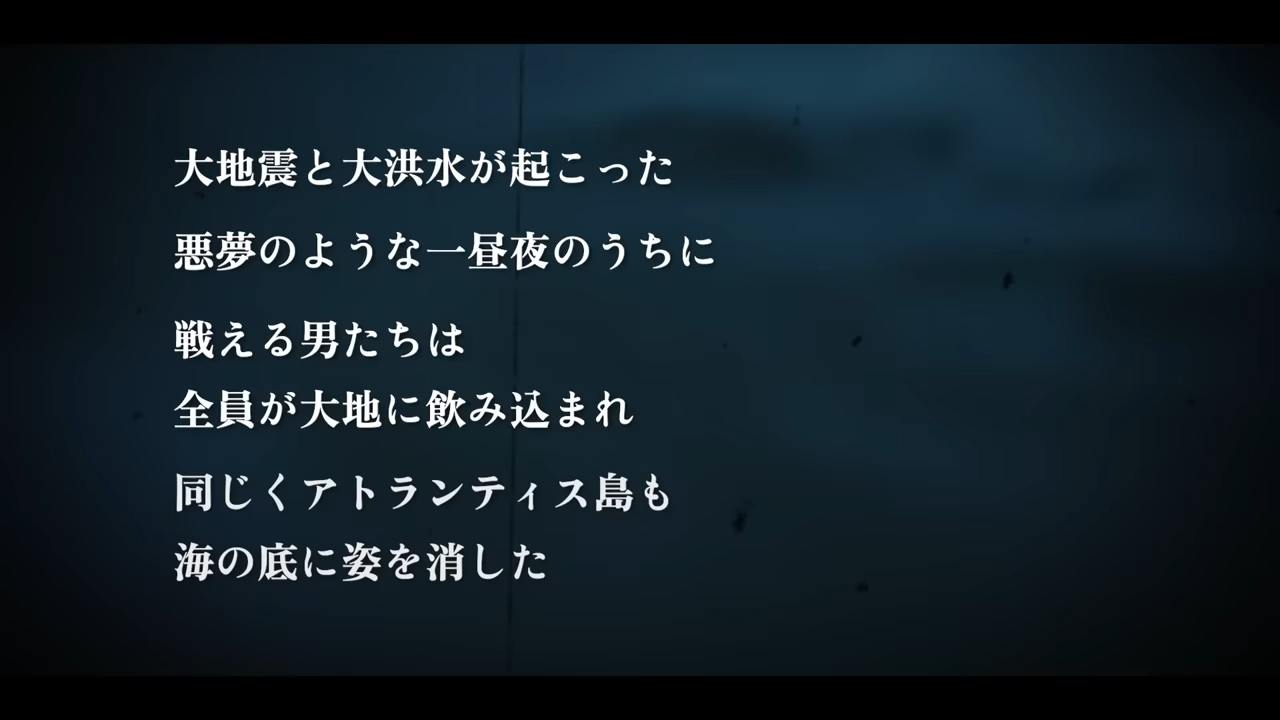 大地震と大洪水が起こった
悪夢のような一昼夜のうちに
戦える男たちは
全員が大地に飲み込まれ
同じくアトランティス島も
海の底に姿を消した